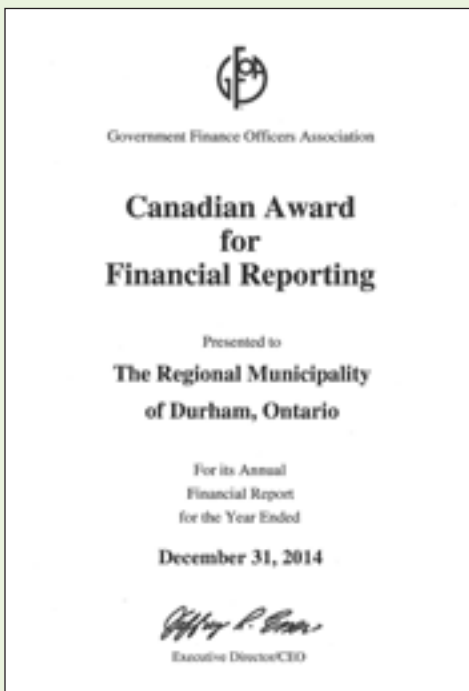 GFOA
Government Finance Officers Association
Canadian Award
for
Financial Reporting
Presented to
The Regional Municipality
of Durham, Ontario
For its Annual
Financial Report
for the Year Ended
December 31, 2014
Executive Director/CEO